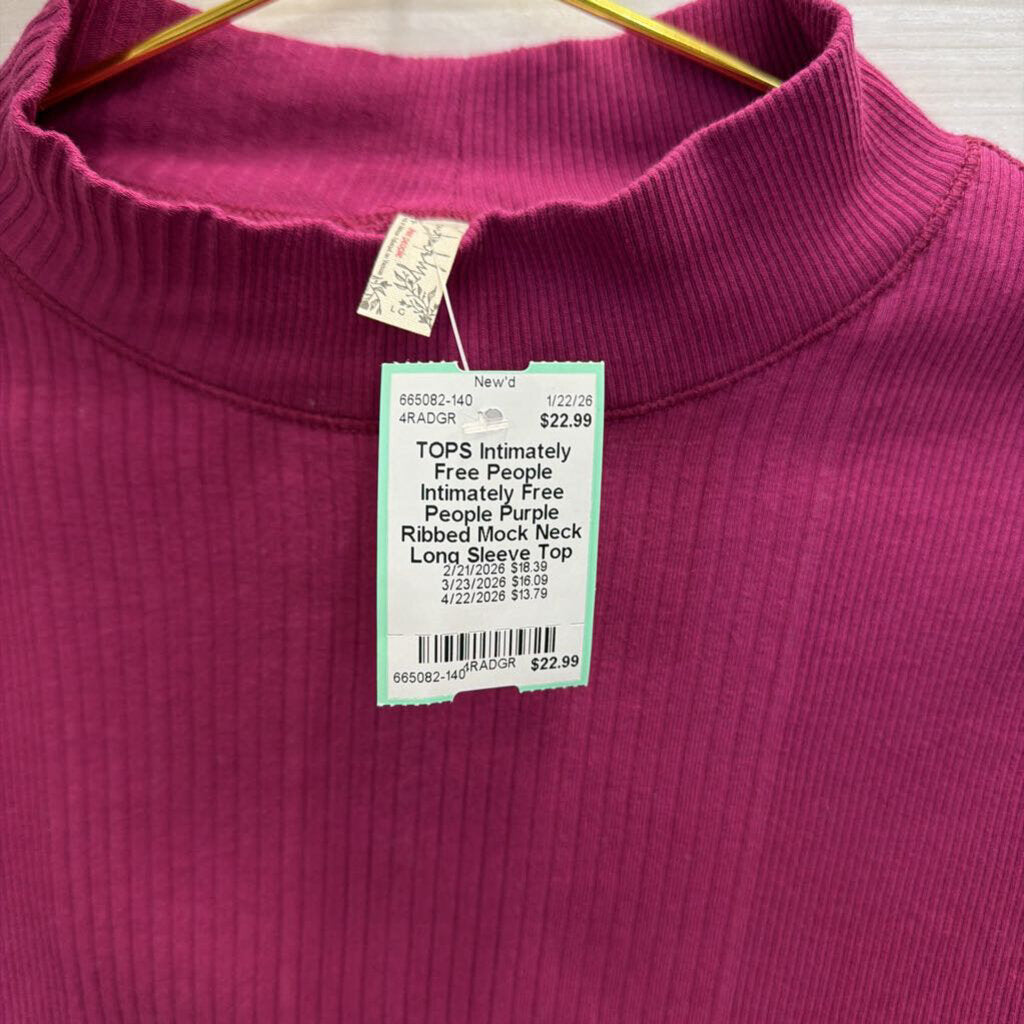 free people
New'd
665082-140 1/22/26
4RADGR $22.99
TOPS Intimately
Free People
Intimately Free
People Purple
Ribbed Mock Neck
Long Sleeve Top
2/21/2026 $18.39
3/23/2026 $16.09
4/22/2026 $13.79
4RADGR $22.99
665082-140